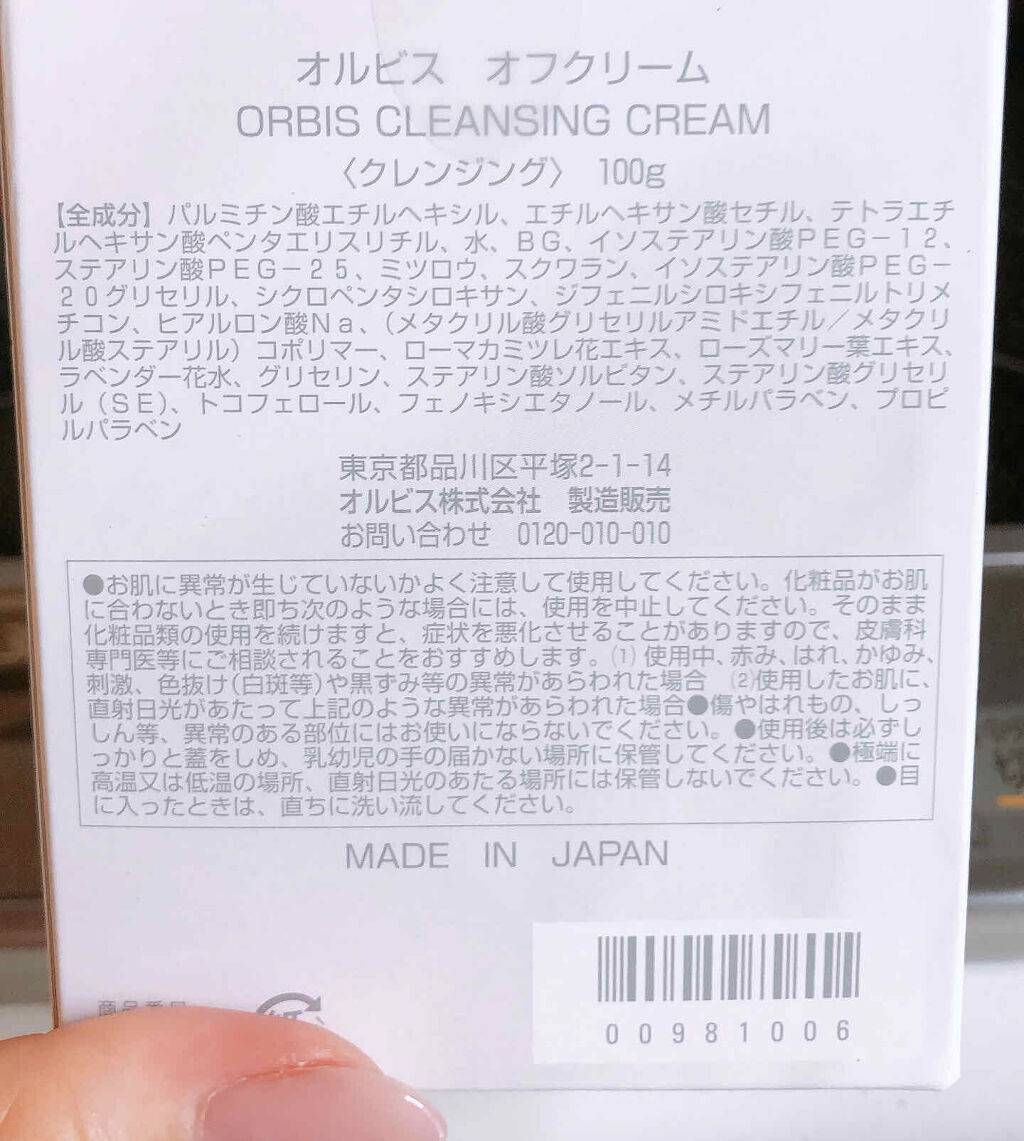 オルビス　オフクリーム
ORBIS CLEANSING CREAM
〈クレンジング〉 100g
【全成分】パルミチン酸エチルヘキシル、エチルヘキサン酸セチル、テトラエチ
ルヘキサン酸ペンタエリスリチル、水、ＢＧ、イソステアリン酸ＰＥＧ－１２、
ステアリン酸ＰＥＧ－２５、ミツロウ、スクワラン、イソステアリン酸ＰＥＧ－
２０グリセリル、シクロペンタシロキサン、ジフェニルシロキシフェニルトリメ
チコン、ヒアルロン酸Ｎａ、（メタクリル酸グリセリルアミドエチル／メタクリ
ル酸ステアリル）コポリマー、ローマカミツレ花エキス、ローズマリー葉エキス、
ラベンダー花水、グリセリン、ステアリン酸ソルビタン、ステアリン酸グリセリ
ル（ＳＥ）、トコフェロール、フェノキシエタノール、メチルパラベン、プロピ
ルパラベン
東京都品川区平塚2-1-14
オルビス株式会社　製造販売
お問い合わせ　0120-010-010
●お肌に異常が生じていないかよく注意して使用してください。化粧品がお肌
に合わないとき即ち次のような場合には、使用を中止してください。そのまま
化粧品類の使用を続けますと、症状を悪化させることがありますので、皮膚科
専門医等にご相談されることをおすすめします。⑴ 使用中、赤み、はれ、かゆみ、
刺激、色抜け（白斑等）や黒ずみ等の異常があらわれた場合　⑵使用したお肌に、
直射日光があたって上記のような異常があらわれた場合●傷やはれもの、しっ
しん等、異常のある部位にはお使いにならないでください。●使用後は必ずし
っかりと蓋をしめ、乳幼児の手の届かない場所に保管してください。●極端に
高温又は低温の場所、直射日光のあたる場所には保管しないでください。●目
に入ったときは、直ちに洗い流してください。
MADE IN JAPAN
00981006